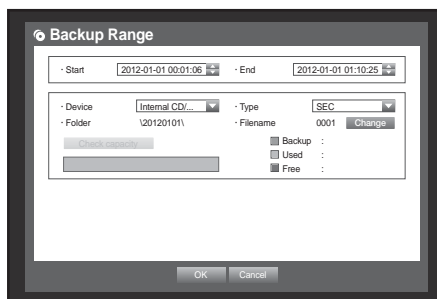 Backup Range
· Start 2012-01-01 00:01:06 · End 2012-01-01 01:10:25
· Device Internal CD/... · Type SEC
· Folder \20120101\ · Filename 0001 Change
Check capacity
Backup :
Used :
Free :
OK Cancel